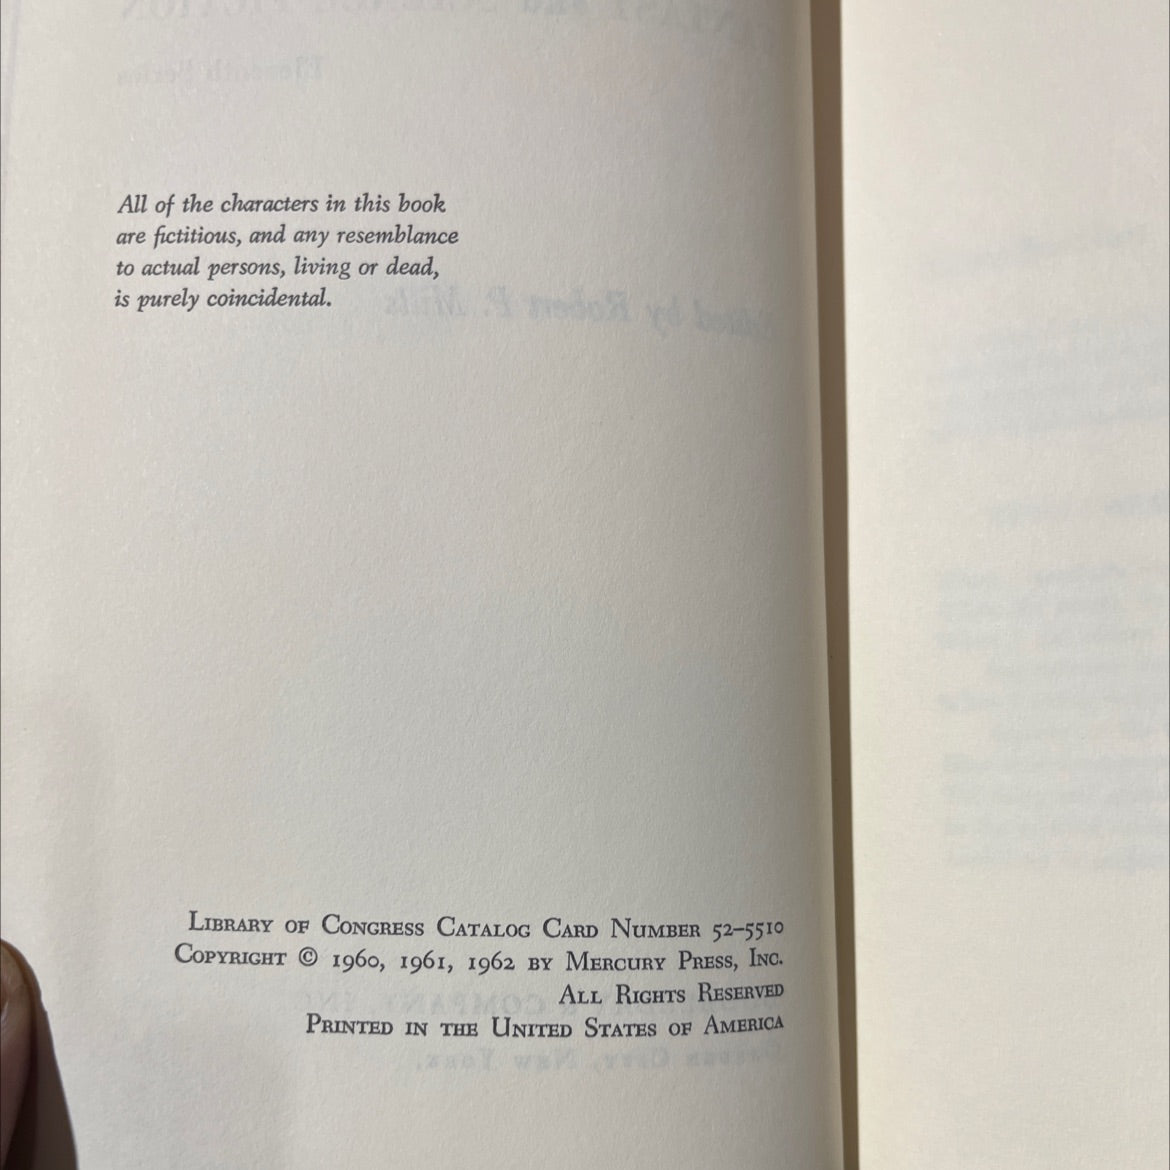 All of the characters in this book
are fictitious, and any resemblance
to actual persons, living or dead,
is purely coincidental.
Library of Congress Catalog Card Number 52–5510
Copyright © 1960, 1961, 1962 by Mercury Press, Inc.
All Rights Reserved
Printed in the United States of America